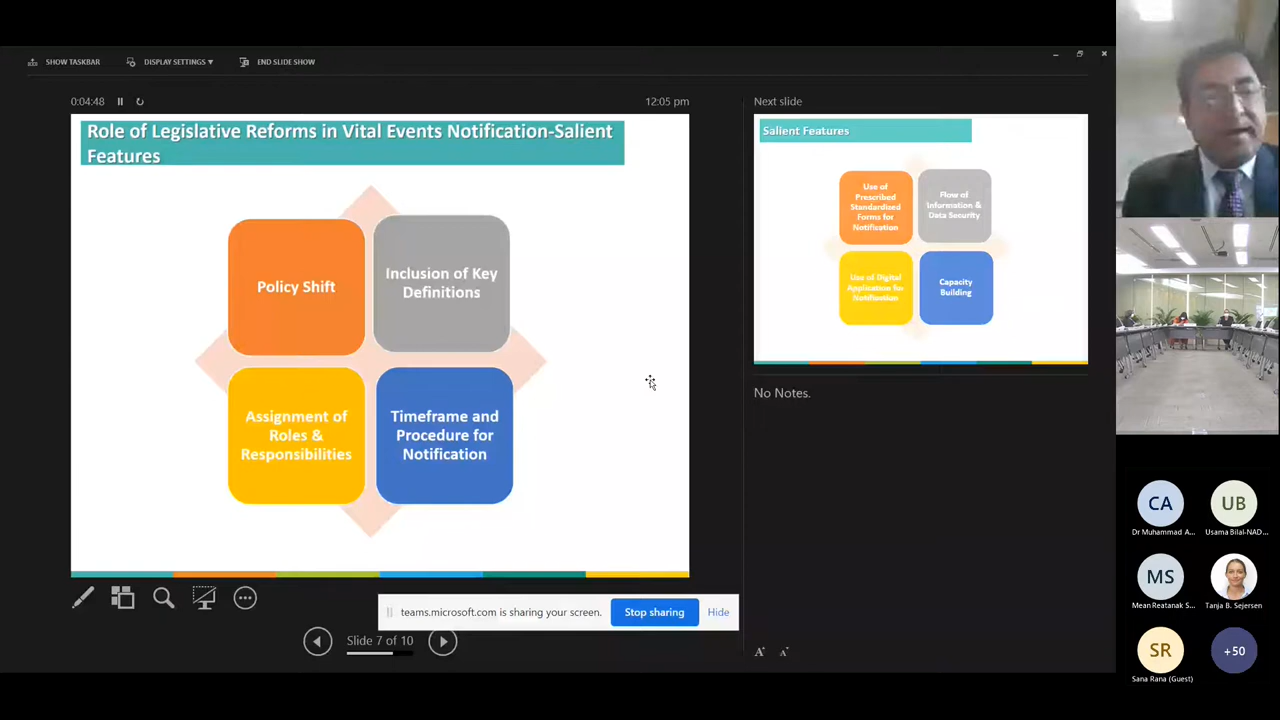 SHOW TASKBAR
DISPLAY SETTINGS
END SLIDE SHOW
0:04:48
12:05 pm
Role of Legislative Reforms in Vital Events Notification-Salient
Features
Policy Shift
Inclusion of Key
Definitions
Assignment of
Roles &
Responsibilities
Timeframe and
Procedure for
Notification
teams.microsoft.com is sharing your screen.
Stop sharing
Hide
Slide 7 of 10
Next slide
Salient Features
Use of
Prescribed
Standardized
Forms for
Notification
Flow of
Information &
Data Security
Use of Digital
Application for
Notification
Capacity
Building
No Notes.
A
A
CA
Dr Muhammad A...
UB
Usama Bilal-NAD...
MS
Mean Reatanak S...
Tanja B. Sejersen
SR
Sana Rana (Guest)
+50